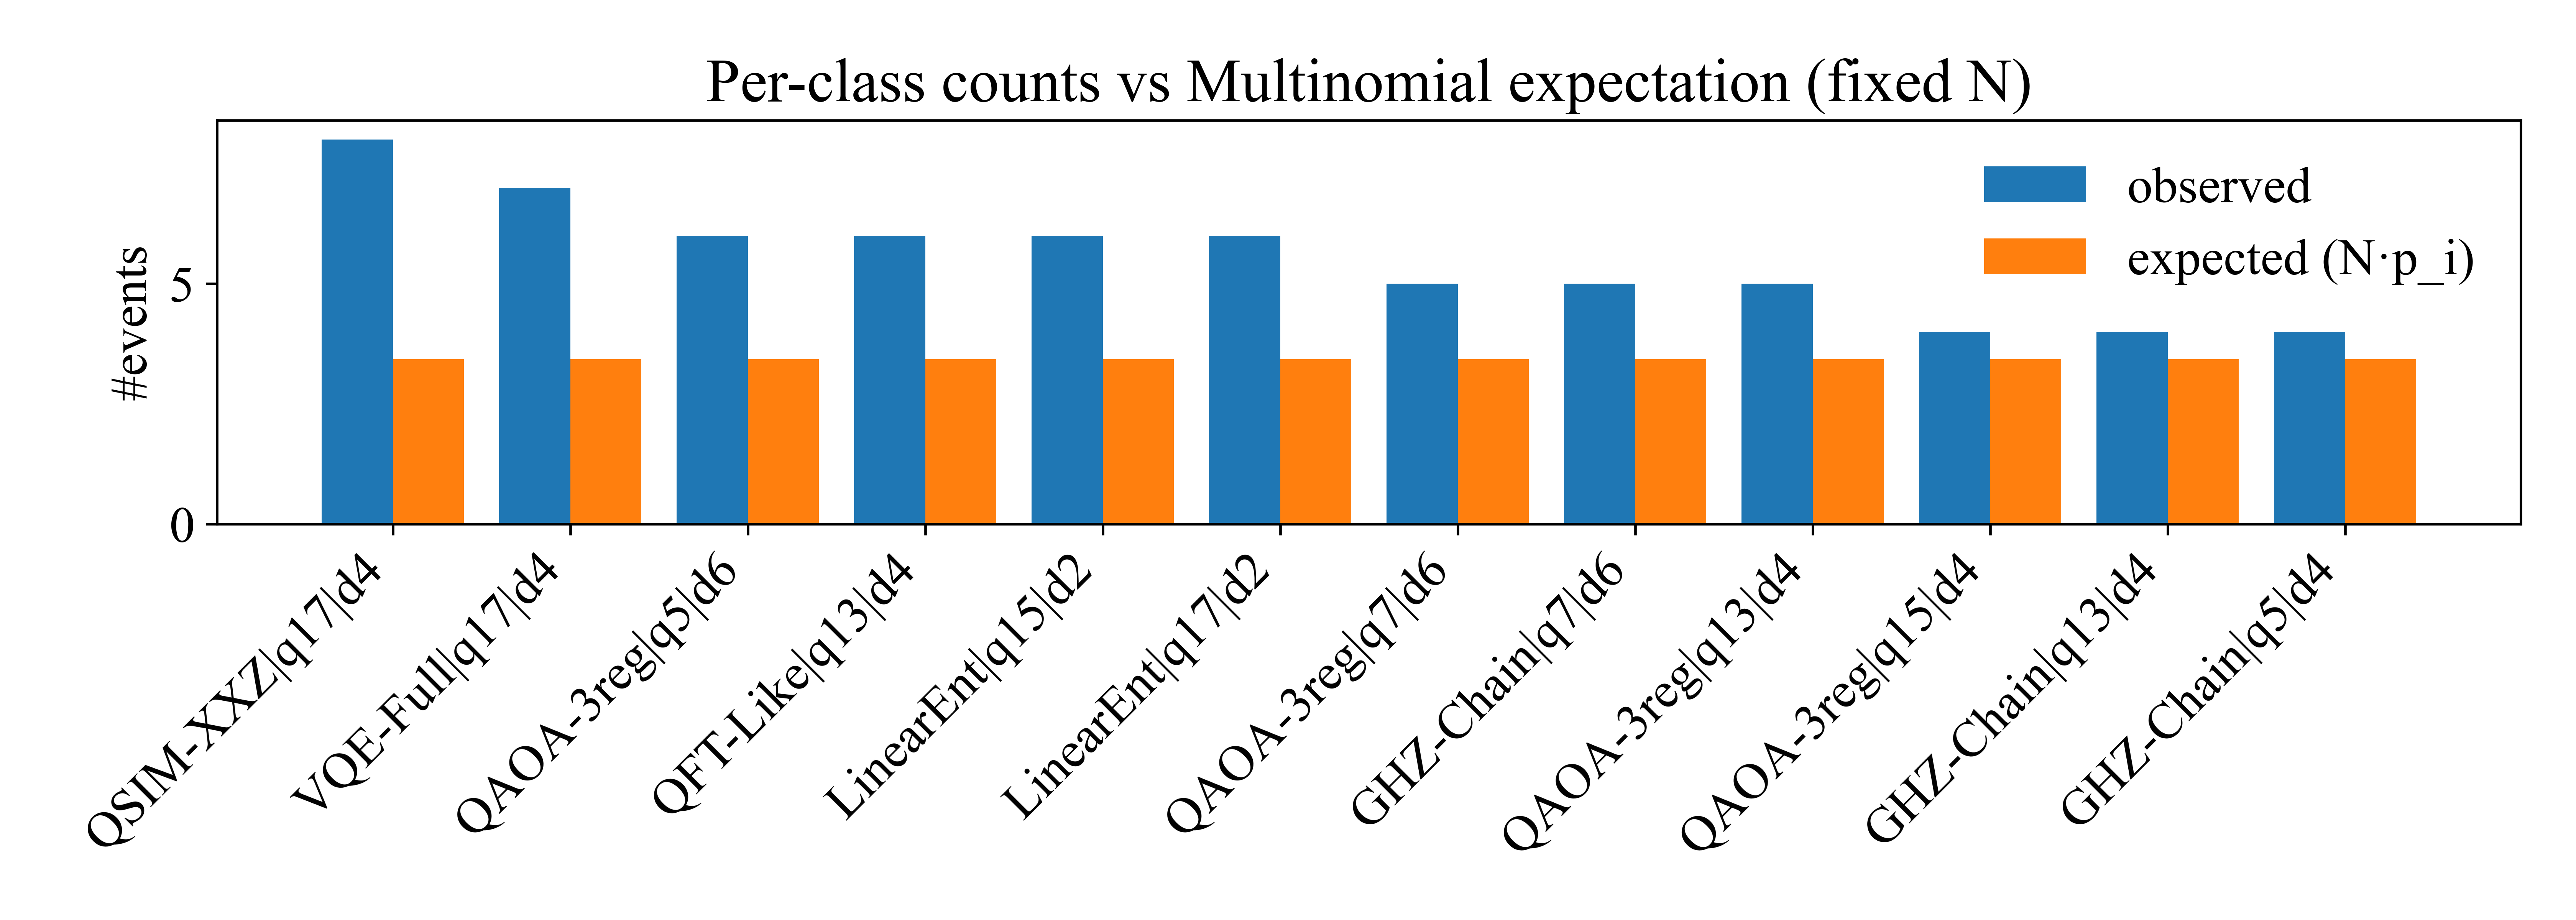 Per-class counts vs Multinomial expectation (fixed N)
observed
expected (N·p_i)
#events
5
0
QSIM-XXZ|q17|d4
VQE-Full|q17|d4
QAOA-3reg|q5|d6
QFT-Like|q13|d4
LinearEnt|q15|d2
LinearEnt|q17|d2
QAOA-3reg|q7|d6
GHZ-Chain|q7|d6
QAOA-3reg|q13|d4
QAOA-3reg|q15|d4
GHZ-Chain|q13|d4
GHZ-Chain|q5|d4